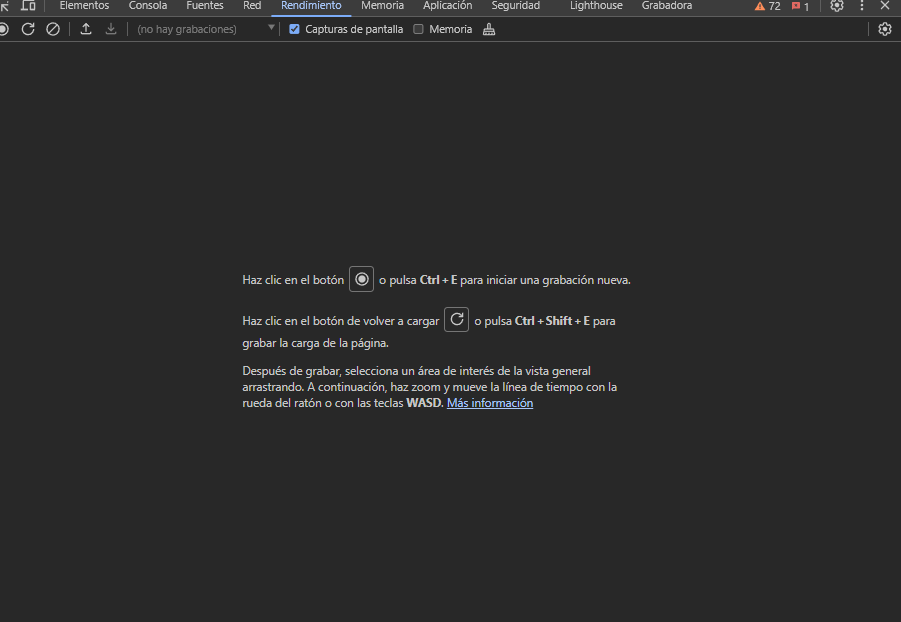 Elementos Consola Fuentes Red Rendimiento Memoria Aplicación Seguridad Lighthouse Grabadora 72 1
(no hay grabaciones) Capturas de pantalla Memoria
Haz clic en el botón o pulsa Ctrl + E para iniciar una grabación nueva.
Haz clic en el botón de volver a cargar o pulsa Ctrl + Shift + E para
grabar la carga de la página.
Después de grabar, selecciona un área de interés de la vista general
arrastrando. A continuación, haz zoom y mueve la línea de tiempo con la
rueda del ratón o con las teclas WASD. Más información